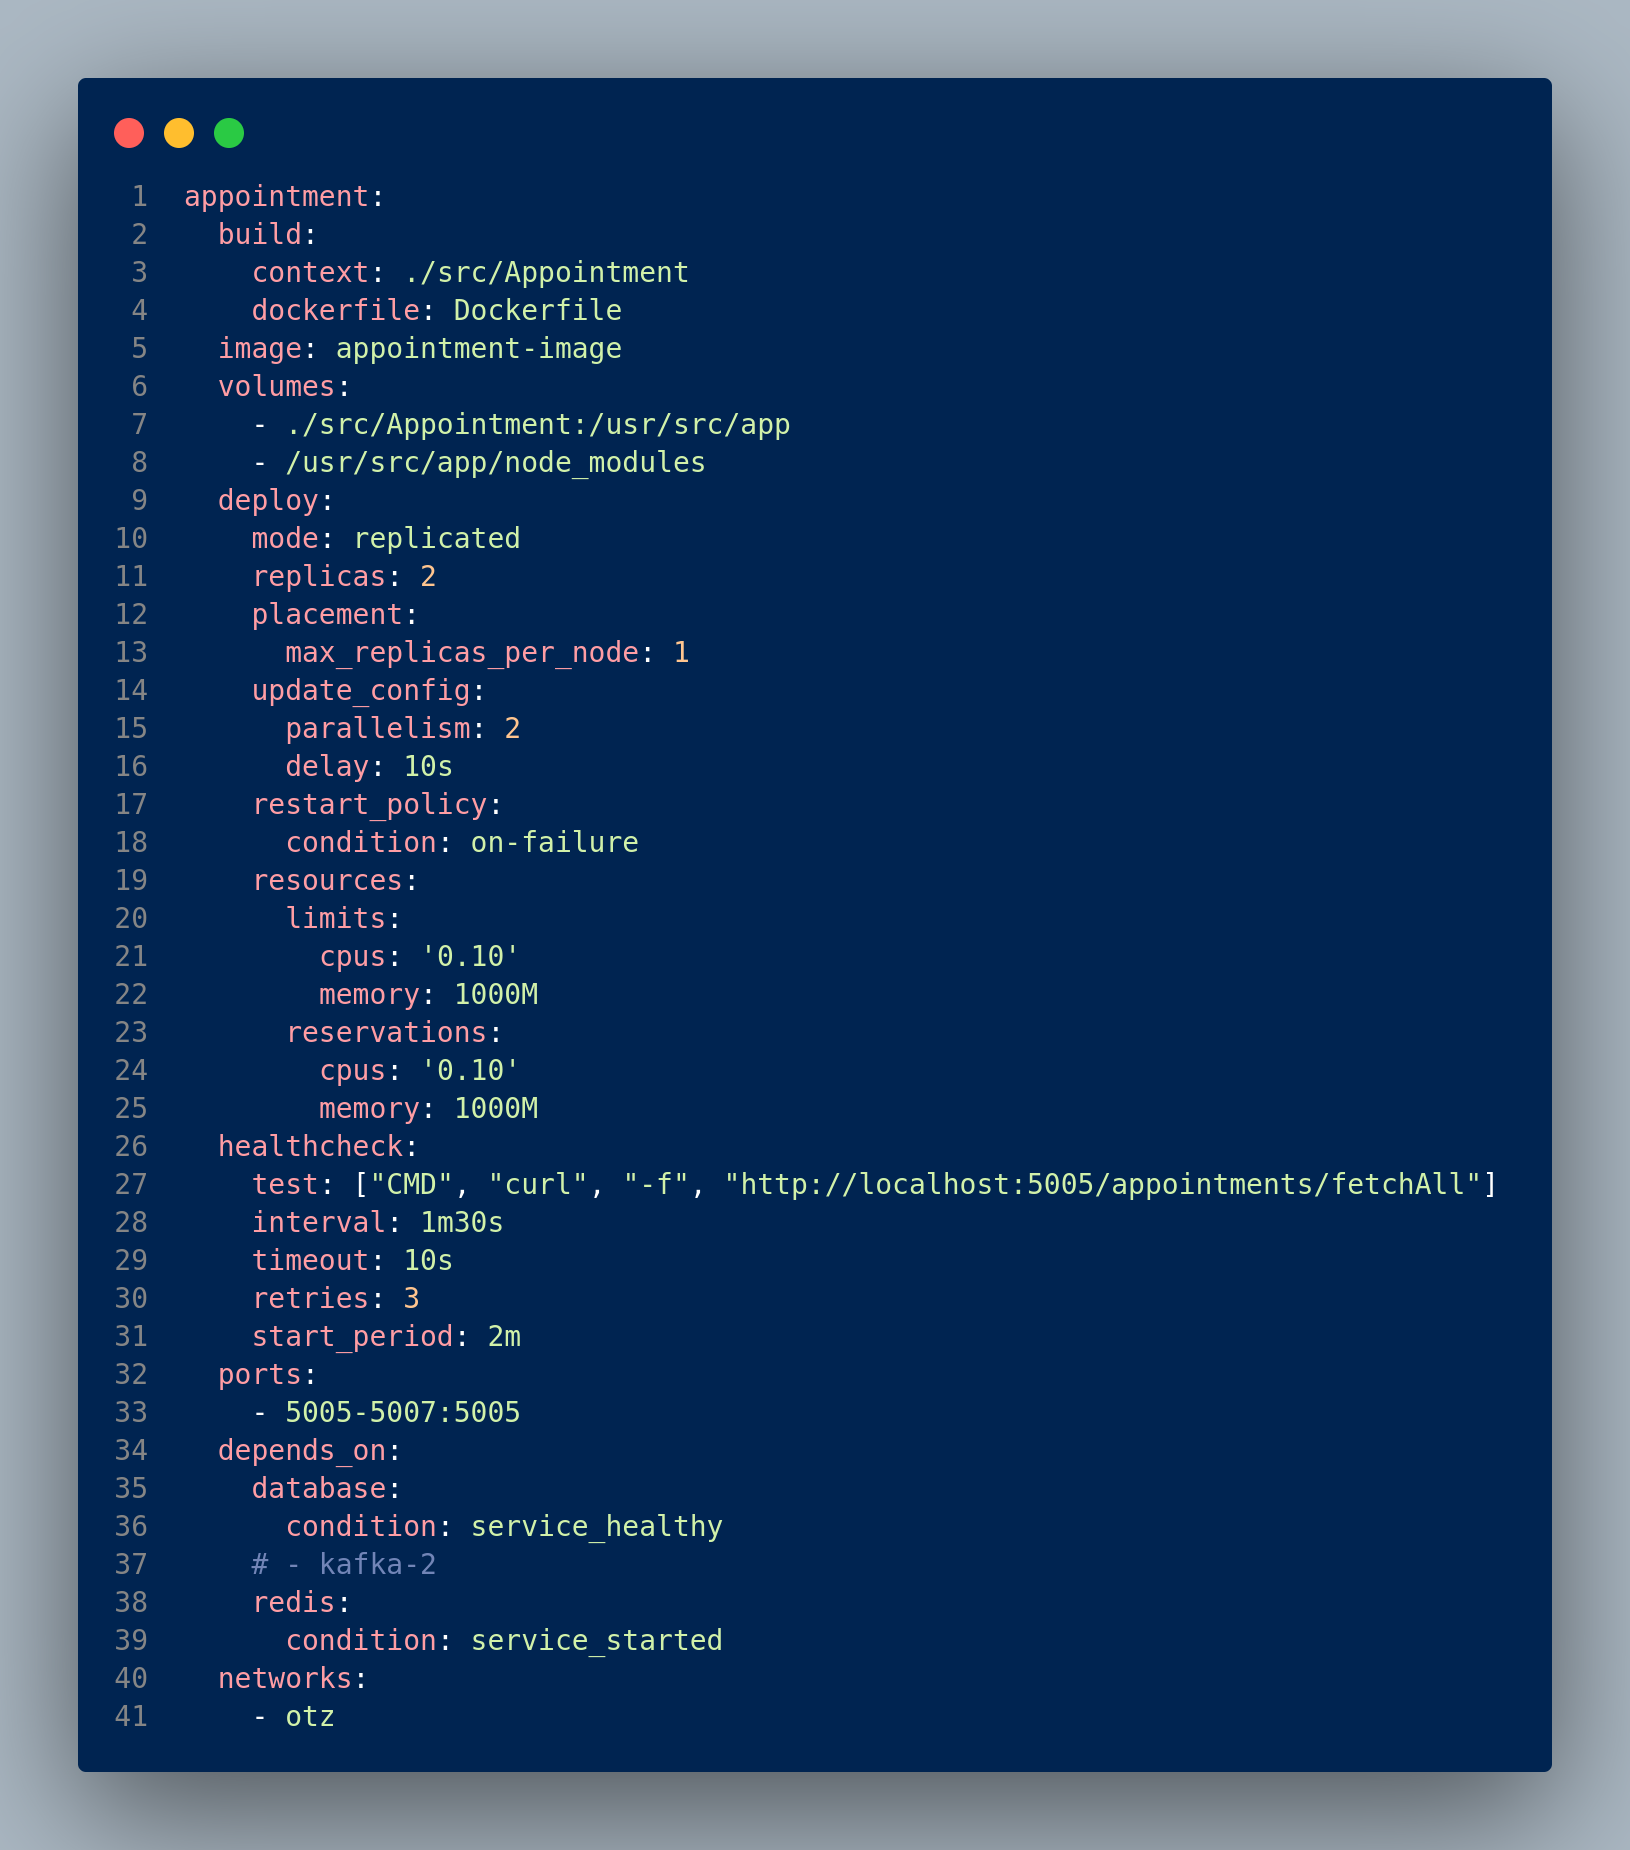 1 appointment:
2   build:
3     context: ./src/Appointment
4     dockerfile: Dockerfile
5   image: appointment-image
6   volumes:
7     - ./src/Appointment:/usr/src/app
8     - /usr/src/app/node_modules
9   deploy:
10     mode: replicated
11     replicas: 2
12     placement:
13       max_replicas_per_node: 1
14     update_config:
15       parallelism: 2
16       delay: 10s
17     restart_policy:
18       condition: on-failure
19     resources:
20       limits:
21         cpus: '0.10'
22         memory: 1000M
23       reservations:
24         cpus: '0.10'
25         memory: 1000M
26   healthcheck:
27     test: ["CMD", "curl", "-f", "http://localhost:5005/appointments/fetchAll"]
28     interval: 1m30s
29     timeout: 10s
30     retries: 3
31     start_period: 2m
32   ports:
33     - 5005-5007:5005
34   depends_on:
35     database:
36       condition: service_healthy
37     # - kafka-2
38     redis:
39       condition: service_started
40   networks:
41     - otz